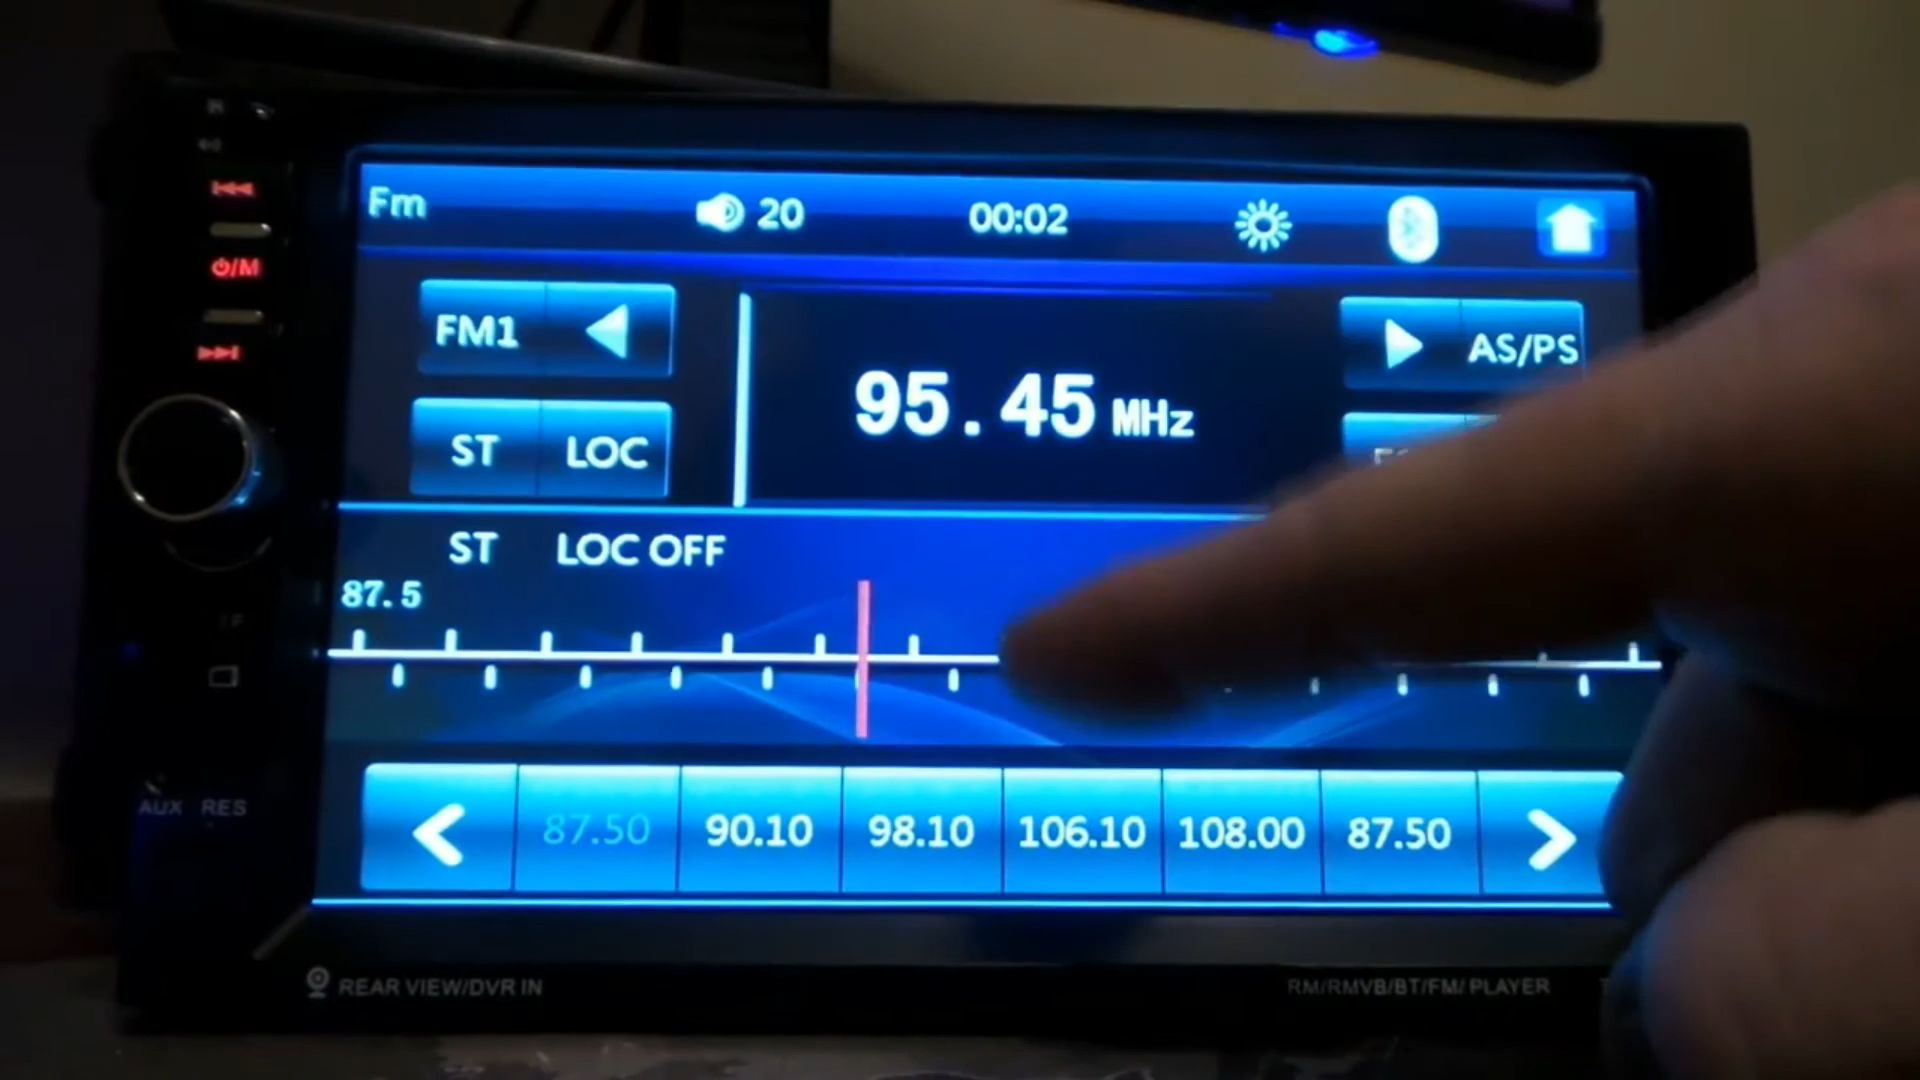 Fm 20 00:02
FM1 AS/PS
95.45 MHz
ST LOC
ST LOC OFF
87.5
87.50 90.10 98.10 106.10 108.00 87.50
⏻/M
AUX RES
REAR VIEW/DVR IN
RM/RMVB/BT/FM/ PLAYER